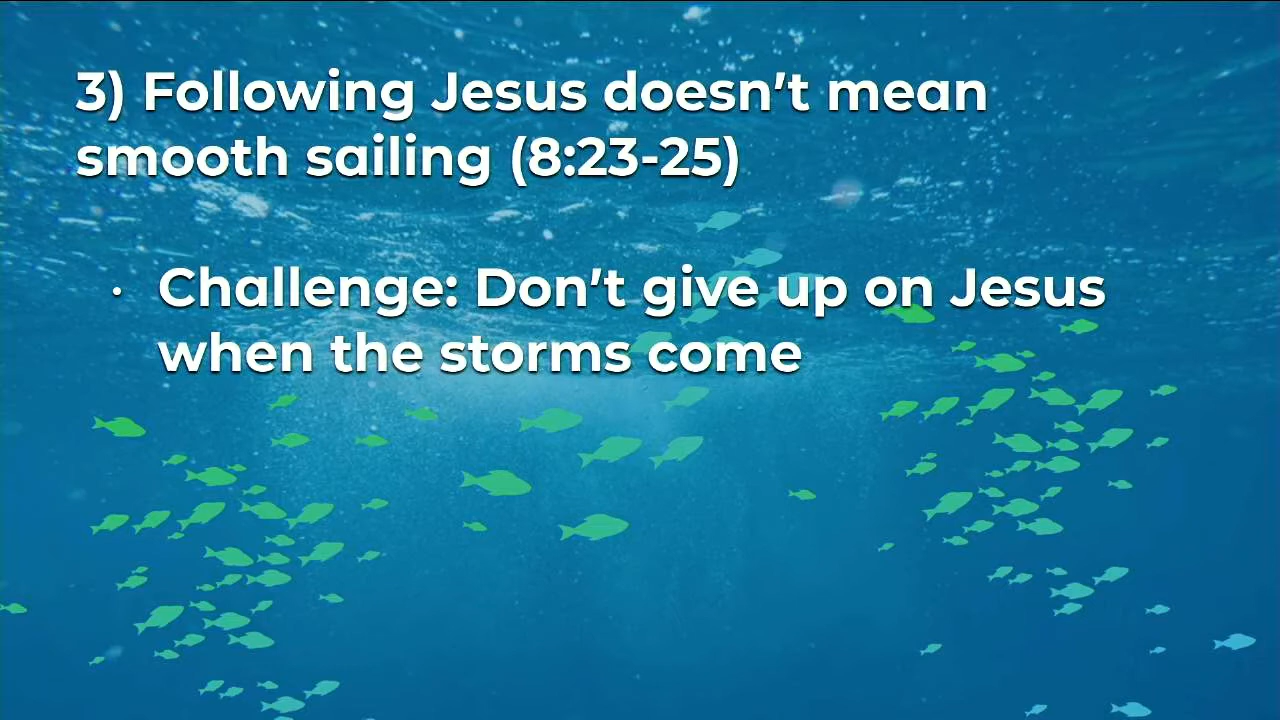 3) Following Jesus doesn't mean
smooth sailing (8:23-25)
· Challenge: Don't give up on Jesus
when the storms come